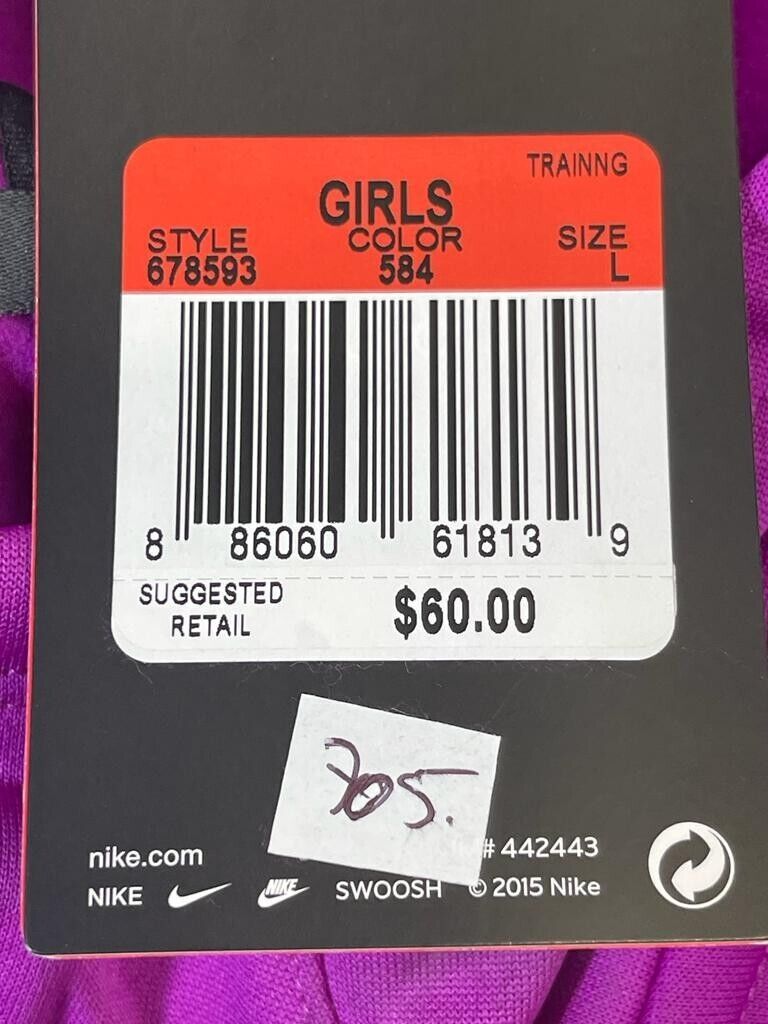 TRAINNG
GIRLS
STYLE COLOR SIZE
678593 584 L
8 86060 61813 9
SUGGESTED
RETAIL
$60.00
705.
nike.com
# 442443
NIKE NIKE SWOOSH © 2015 Nike